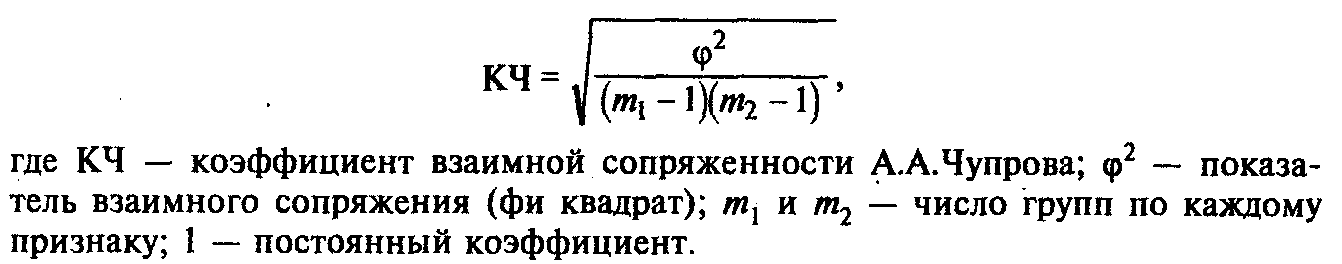 КЧ = √(φ² / ((m₁ − 1)(m₂ − 1))),
где КЧ — коэффициент взаимной сопряженности А.А.Чупрова; φ² — показа-
тель взаимного сопряжения (фи квадрат); m₁ и m₂ — число групп по каждому
признаку; 1 — постоянный коэффициент.